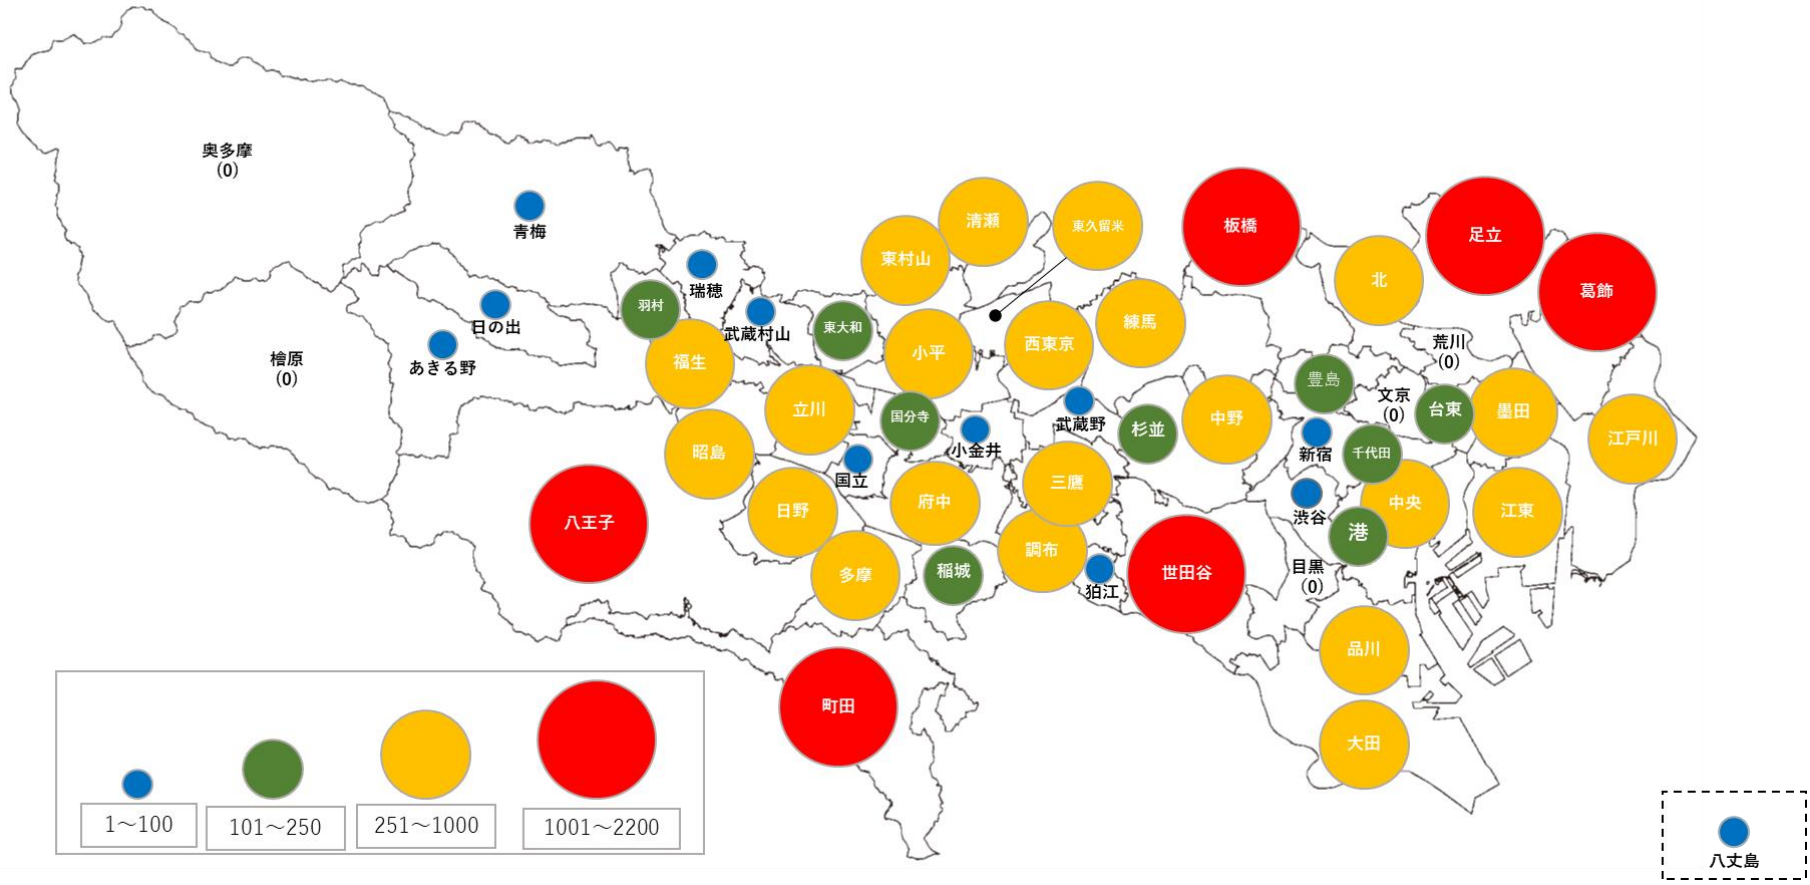 奥多摩
(0)
青梅
日の出
あきる野
檜原
(0)
羽村
瑞穂
武蔵村山
東大和
福生
東村山
清瀬
東久留米
小平
西東京
練馬
板橋
北
足立
葛飾
荒川
(0)
立川
国分寺
小金井
武蔵野
杉並
中野
豊島
文京
(0)
台東
墨田
江戸川
昭島
国立
新宿
千代田
八王子
日野
府中
三鷹
渋谷
中央
江東
港
多摩
稲城
調布
狛江
世田谷
目黒
(0)
品川
町田
大田
1～100
101～250
251～1000
1001～2200
八丈島